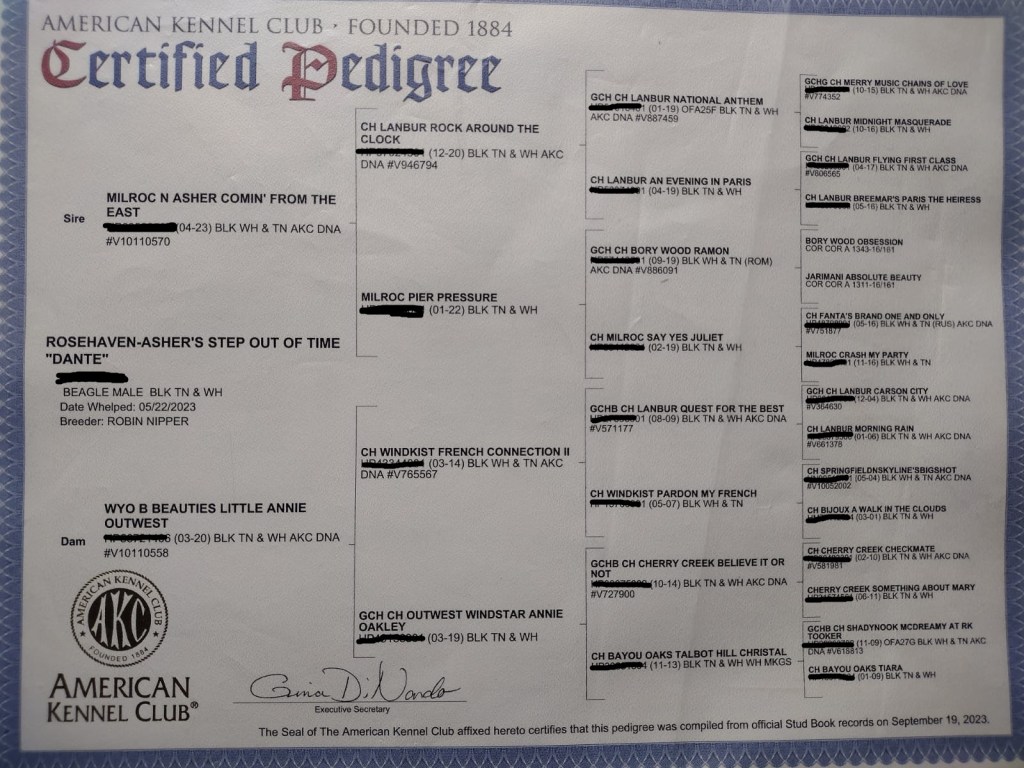 AMERICAN KENNEL CLUB · FOUNDED 1884
Certified Pedigree
Sire
MILROC N ASHER COMIN' FROM THE
EAST
(04-23) BLK WH & TN AKC DNA
#V10110570
ROSEHAVEN-ASHER'S STEP OUT OF TIME
"DANTE"
BEAGLE MALE BLK TN & WH
Date Whelped: 05/22/2023
Breeder: ROBIN NIPPER
Dam
WYO B BEAUTIES LITTLE ANNIE
OUTWEST
(03-20) BLK TN & WH AKC DNA
#V10110558
CH LANBUR ROCK AROUND THE
CLOCK
(12-20) BLK TN & WH AKC
DNA #V946794
MILROC PIER PRESSURE
(01-22) BLK TN & WH
CH WINDKIST FRENCH CONNECTION II
(03-14) BLK WH & TN AKC
DNA #V765567
GCH CH OUTWEST WINDSTAR ANNIE
OAKLEY
(03-19) BLK TN & WH
GCH CH LANBUR NATIONAL ANTHEM
(01-19) OFA25F BLK TN & WH
AKC DNA #V887459
CH LANBUR AN EVENING IN PARIS
(04-19) BLK TN & WH
GCH CH BORY WOOD RAMON
(09-19) BLK WH & TN (ROM)
AKC DNA #V886091
CH MILROC SAY YES JULIET
(02-19) BLK TN & WH
GCHB CH LANBUR QUEST FOR THE BEST
(08-09) BLK TN & WH AKC DNA
#V571177
CH WINDKIST PARDON MY FRENCH
(05-07) BLK WH & TN
GCHB CH CHERRY CREEK BELIEVE IT OR
NOT
(10-14) BLK TN & WH AKC DNA
#V727900
CH BAYOU OAKS TALBOT HILL CHRISTAL
(11-13) BLK TN & WH WH MKGS
GCHG CH MERRY MUSIC CHAINS OF LOVE
(10-15) BLK TN & WH AKC DNA
#V774352
CH LANBUR MIDNIGHT MASQUERADE
(10-16) BLK TN & WH
GCH CH LANBUR FLYING FIRST CLASS
(04-17) BLK TN & WH AKC DNA
#V806565
CH LANBUR BREEMAR'S PARIS THE HEIRESS
(05-16) BLK TN & WH
BORY WOOD OBSESSION
COR COR A 1343-16/161
JARIMANI ABSOLUTE BEAUTY
COR COR A 1311-16/161
CH FANTA'S BRAND ONE AND ONLY
(05-16) BLK WH & TN (RUS) AKC DNA
#V751877
MILROC CRASH MY PARTY
(11-16) BLK WH & TN
GCH CH LANBUR CARSON CITY
(12-04) BLK TN & WH AKC DNA
#V364630
CH LANBUR MORNING RAIN
(01-06) BLK TN & WH AKC DNA
#V661378
CH SPRINGFIELDNSKYLINE'SBIGSHOT
(05-04) BLK WH & TN AKC DNA
#V10052002
CH BIJOUX A WALK IN THE CLOUDS
(03-01) BLK TN & WH
CH CHERRY CREEK CHECKMATE
(02-10) BLK TN & WH AKC DNA
#V581981
CHERRY CREEK SOMETHING ABOUT MARY
(06-11) BLK TN & WH
GCHB CH SHADYNOOK MCDREAMY AT RK
TOOKER
(11-09) OFA27G BLK WH & TN AKC
DNA #V618813
CH BAYOU OAKS TIARA
(01-09) BLK TN & WH
AMERICAN KENNEL CLUB
AKC
FOUNDED 1884
AMERICAN
KENNEL CLUB®
Gina DiNardo
Executive Secretary
The Seal of The American Kennel Club affixed hereto certifies that this pedigree was compiled from official Stud Book records on September 19, 2023.